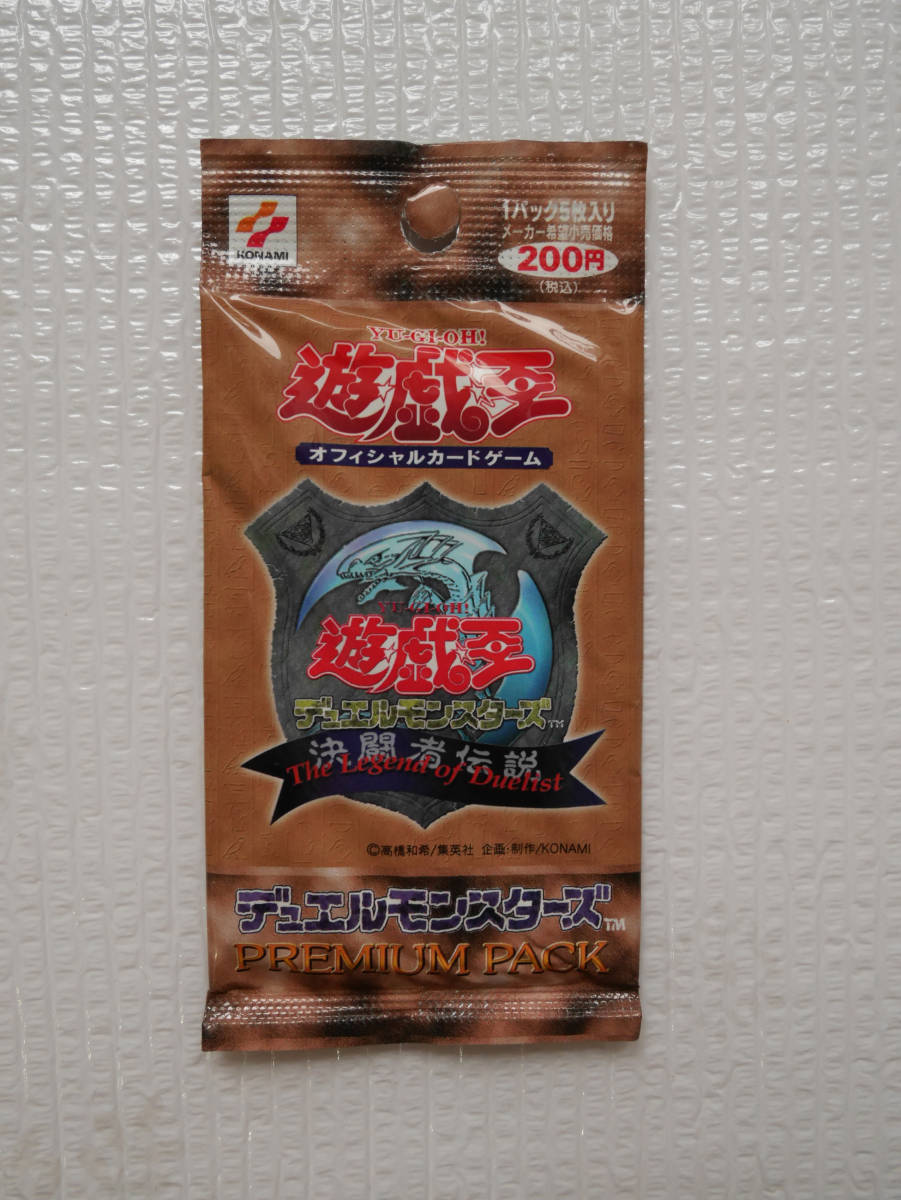 KONAMI
1パック5枚入り
メーカー希望小売価格
200円
(税込)
YU-GI-OH!
遊☆戯☆王
オフィシャルカードゲーム
YU-GI-OH!
遊☆戯☆王
デュエルモンスターズ™
決闘者伝説
The Legend of Duelist
©高橋和希/集英社 企画・制作/KONAMI
デュエルモンスターズ™
PREMIUM PACK